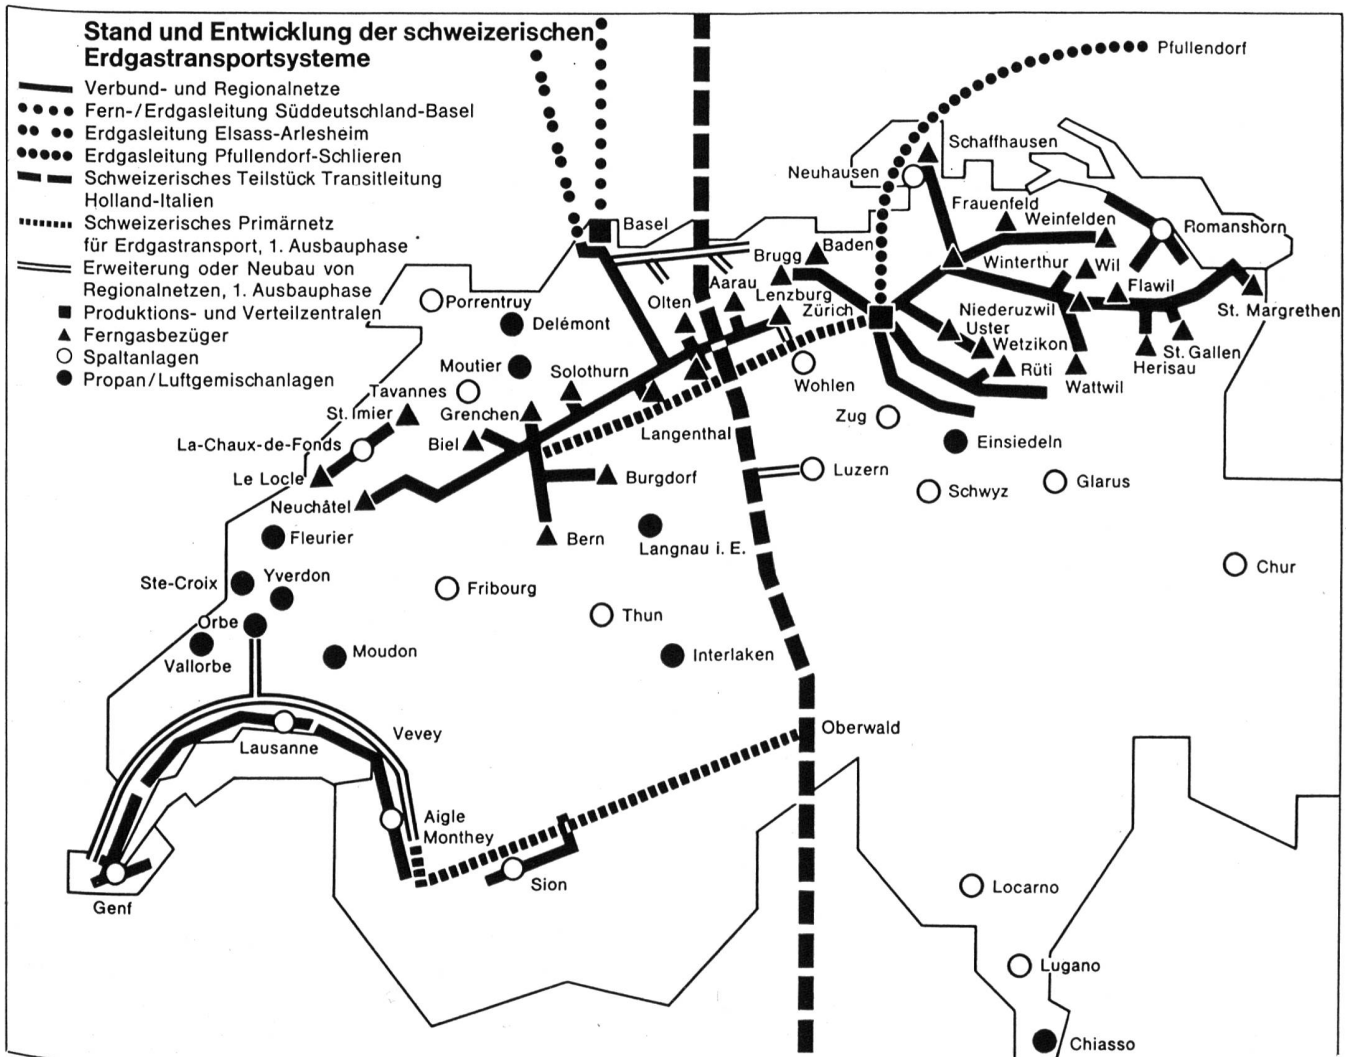 Stand und Entwicklung der schweizerischen
Erdgastransportsysteme
Verbund- und Regionalnetze
Fern-/Erdgasleitung Süddeutschland-Basel
Erdgasleitung Elsass-Arlesheim
Erdgasleitung Pfullendorf-Schlieren
Schweizerisches Teilstück Transitleitung
Holland-Italien
Schweizerisches Primärnetz
für Erdgastransport, 1. Ausbauphase
Erweiterung oder Neubau von
Regionalnetzen, 1. Ausbauphase
Produktions- und Verteilzentralen
Ferngasbezüger
Spaltanlagen
Propan/Luftgemischanlagen
Pfullendorf
Schaffhausen
Neuhausen
Frauenfeld
Weinfelden
Romanshorn
Basel
Baden
Brugg
Winterthur
Wil
Aarau
Flawil
Porrentruy
Olten
Lenzburg
Zürich
Niederuzwil
St. Margrethen
Delémont
Uster
Wetzikon
St. Gallen
Moutier
Solothurn
Wohlen
Rüti
Wattwil
Herisau
Tavannes
St. Imier
Grenchen
Zug
La-Chaux-de-Fonds
Biel
Langenthal
Einsiedeln
Le Locle
Burgdorf
Luzern
Schwyz
Glarus
Neuchâtel
Fleurier
Bern
Langnau i. E.
Chur
Ste-Croix
Yverdon
Fribourg
Thun
Orbe
Vallorbe
Moudon
Interlaken
Lausanne
Vevey
Oberwald
Aigle
Monthey
Sion
Genf
Locarno
Lugano
Chiasso